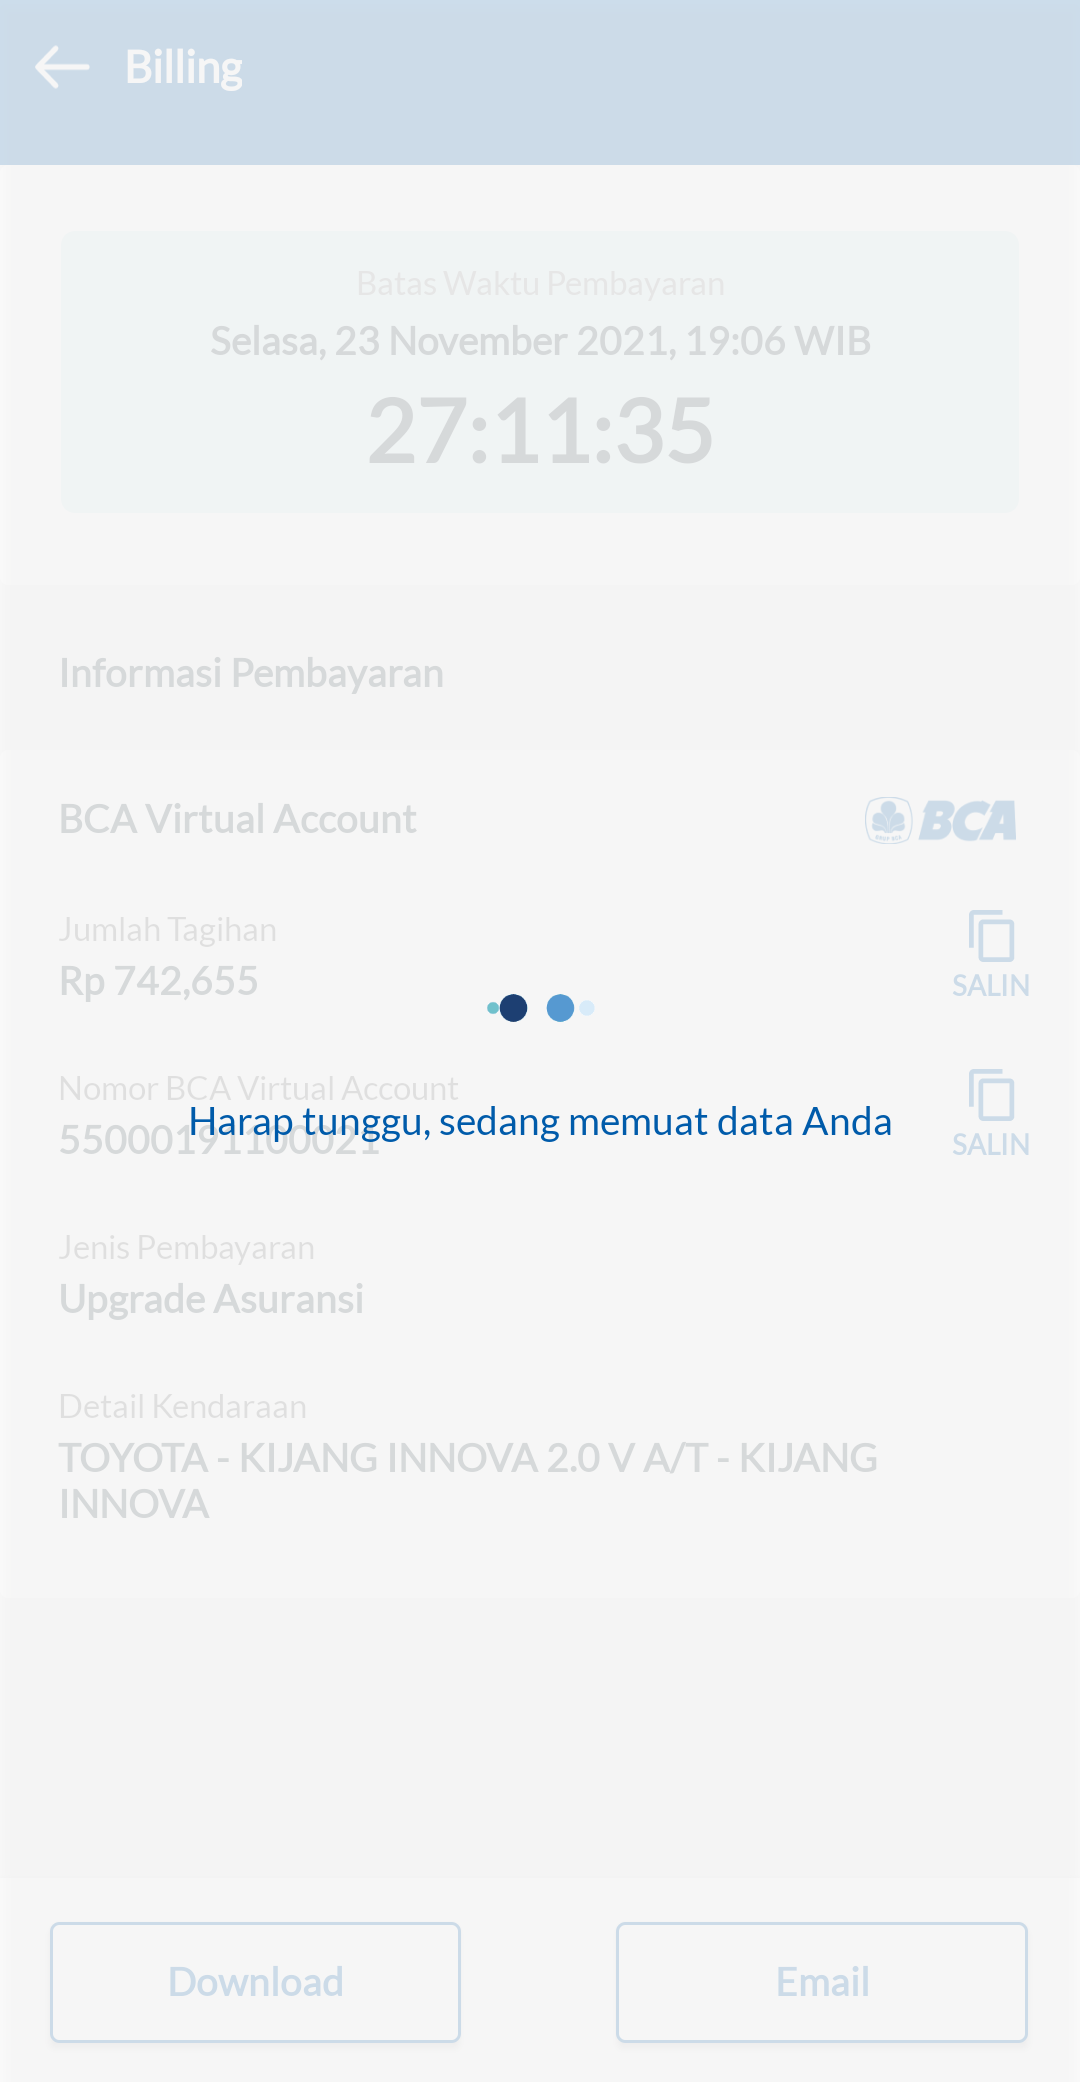 Billing
Batas Waktu Pembayaran
Selasa, 23 November 2021, 19:06 WIB
27:11:35
Informasi Pembayaran
BCA Virtual Account
BCA
Jumlah Tagihan
Rp 742,655
SALIN
Nomor BCA Virtual Account
55000191100021
SALIN
Harap tunggu, sedang memuat data Anda
Jenis Pembayaran
Upgrade Asuransi
Detail Kendaraan
TOYOTA - KIJANG INNOVA 2.0 V A/T - KIJANG
INNOVA
Download
Email